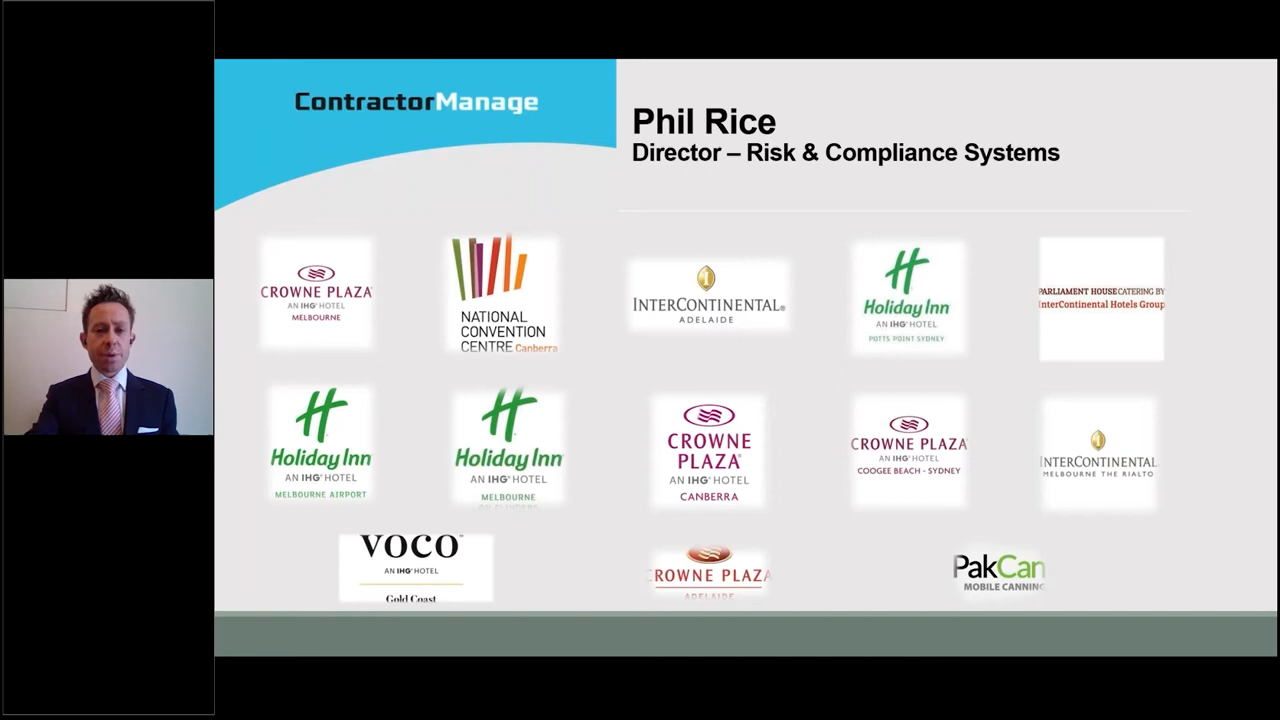 ContractorManage
Phil Rice
Director – Risk & Compliance Systems
CROWNE PLAZA
AN IHG® HOTEL
MELBOURNE
NATIONAL
CONVENTION
CENTRE Canberra
INTERCONTINENTAL®
ADELAIDE
Holiday Inn
AN IHG® HOTEL
POTTS POINT SYDNEY
PARLIAMENT HOUSE CATERING BY
InterContinental Hotels Group
Holiday Inn
AN IHG® HOTEL
MELBOURNE AIRPORT
Holiday Inn
AN IHG® HOTEL
MELBOURNE
CROWNE
PLAZA®
AN IHG® HOTEL
CANBERRA
CROWNE PLAZA
AN IHG® HOTEL
COOGEE BEACH - SYDNEY
INTERCONTINENTAL
MELBOURNE THE RIALTO
VOCO™
AN IHG® HOTEL
Gold Coast
CROWNE PLAZA
ADELAIDE
PakCan
MOBILE CANNING